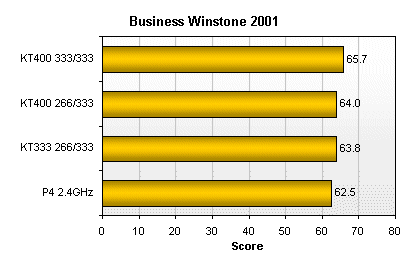 Business Winstone 2001
KT400 333/333
65.7
KT400 266/333
64.0
KT333 266/333
63.8
P4 2.4GHz
62.5
0 10 20 30 40 50 60 70 80
Score